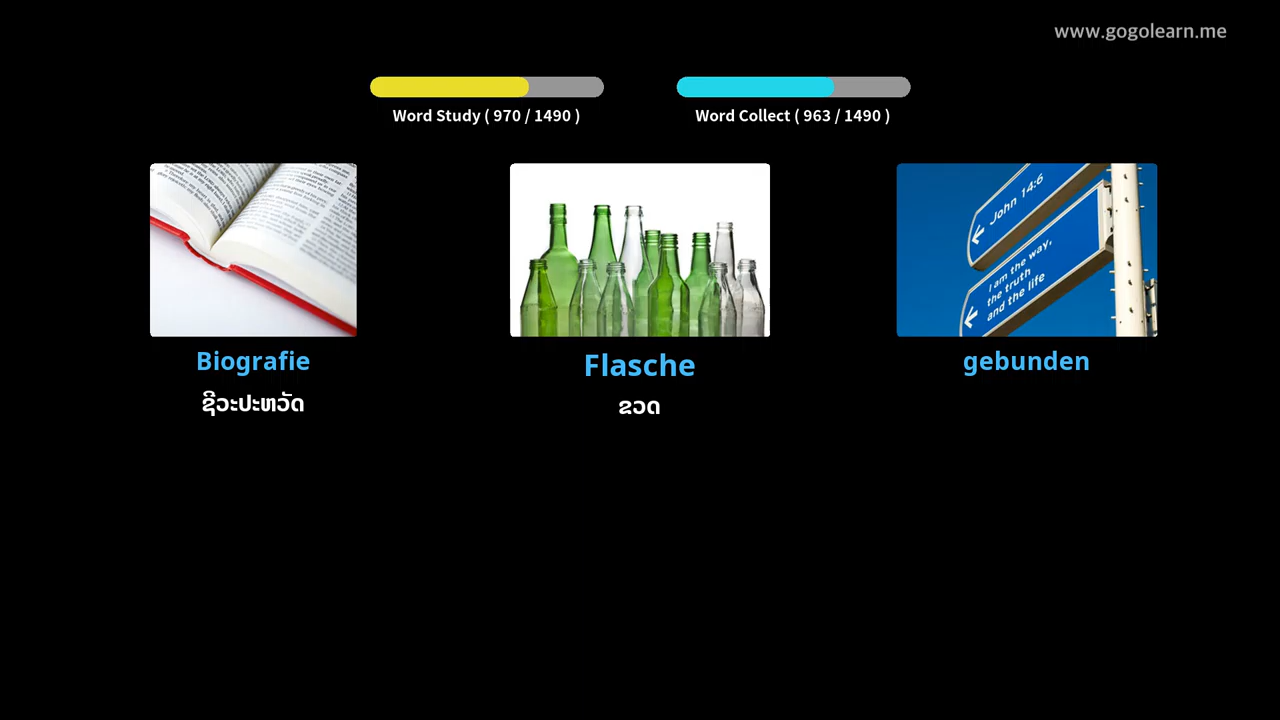 www.gogolearn.me
Word Study ( 970 / 1490 )
Word Collect ( 963 / 1490 )
John 14:6
I am the way,
the truth
and the life
Biografie
ຊີວະປະຫວັດ
Flasche
ຂວດ
gebunden